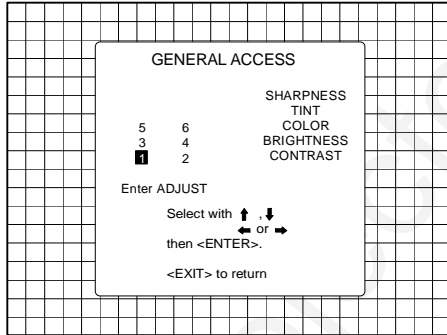 GENERAL ACCESS
SHARPNESS
TINT
5 6 COLOR
3 4 BRIGHTNESS
1 2 CONTRAST
Enter ADJUST
Select with ↑ , ↓
← or →
then <ENTER>.
<EXIT> to return